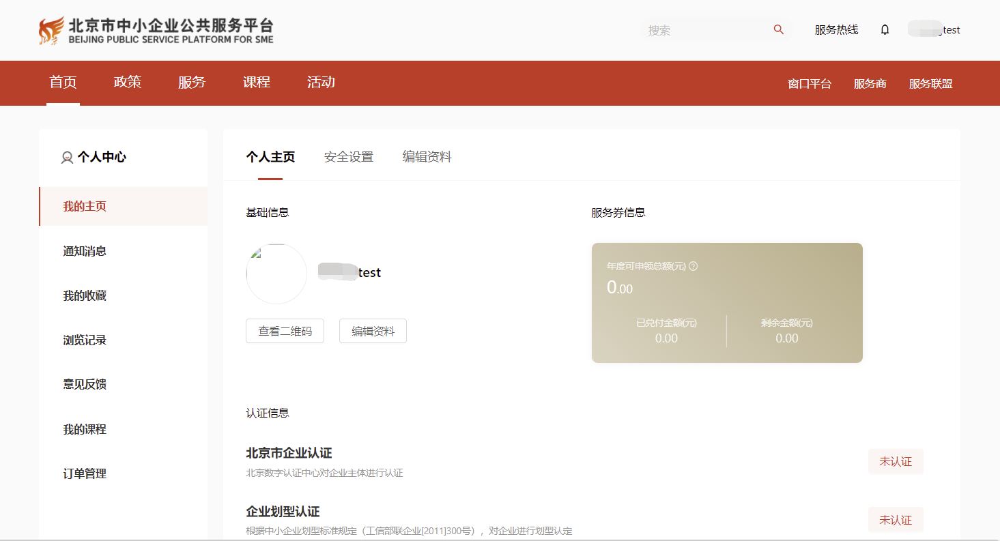 北京市中小企业公共服务平台
BEIJING PUBLIC SERVICE PLATFORM FOR SME
搜索
服务热线
test
首页 政策 服务 课程 活动
窗口平台 服务商 服务联盟
个人中心
我的主页
通知消息
我的收藏
浏览记录
意见反馈
我的课程
订单管理
个人主页 安全设置 编辑资料
基础信息
test
查看二维码 编辑资料
服务券信息
年度可申领总额(元)
0.00
已兑付金额(元) 剩余金额(元)
0.00 0.00
认证信息
北京市企业认证
北京数字认证中心对企业主体进行认证
未认证
企业划型认证
根据中小企业划型标准规定（工信部联企业[2011]300号），对企业进行划型认定
未认证